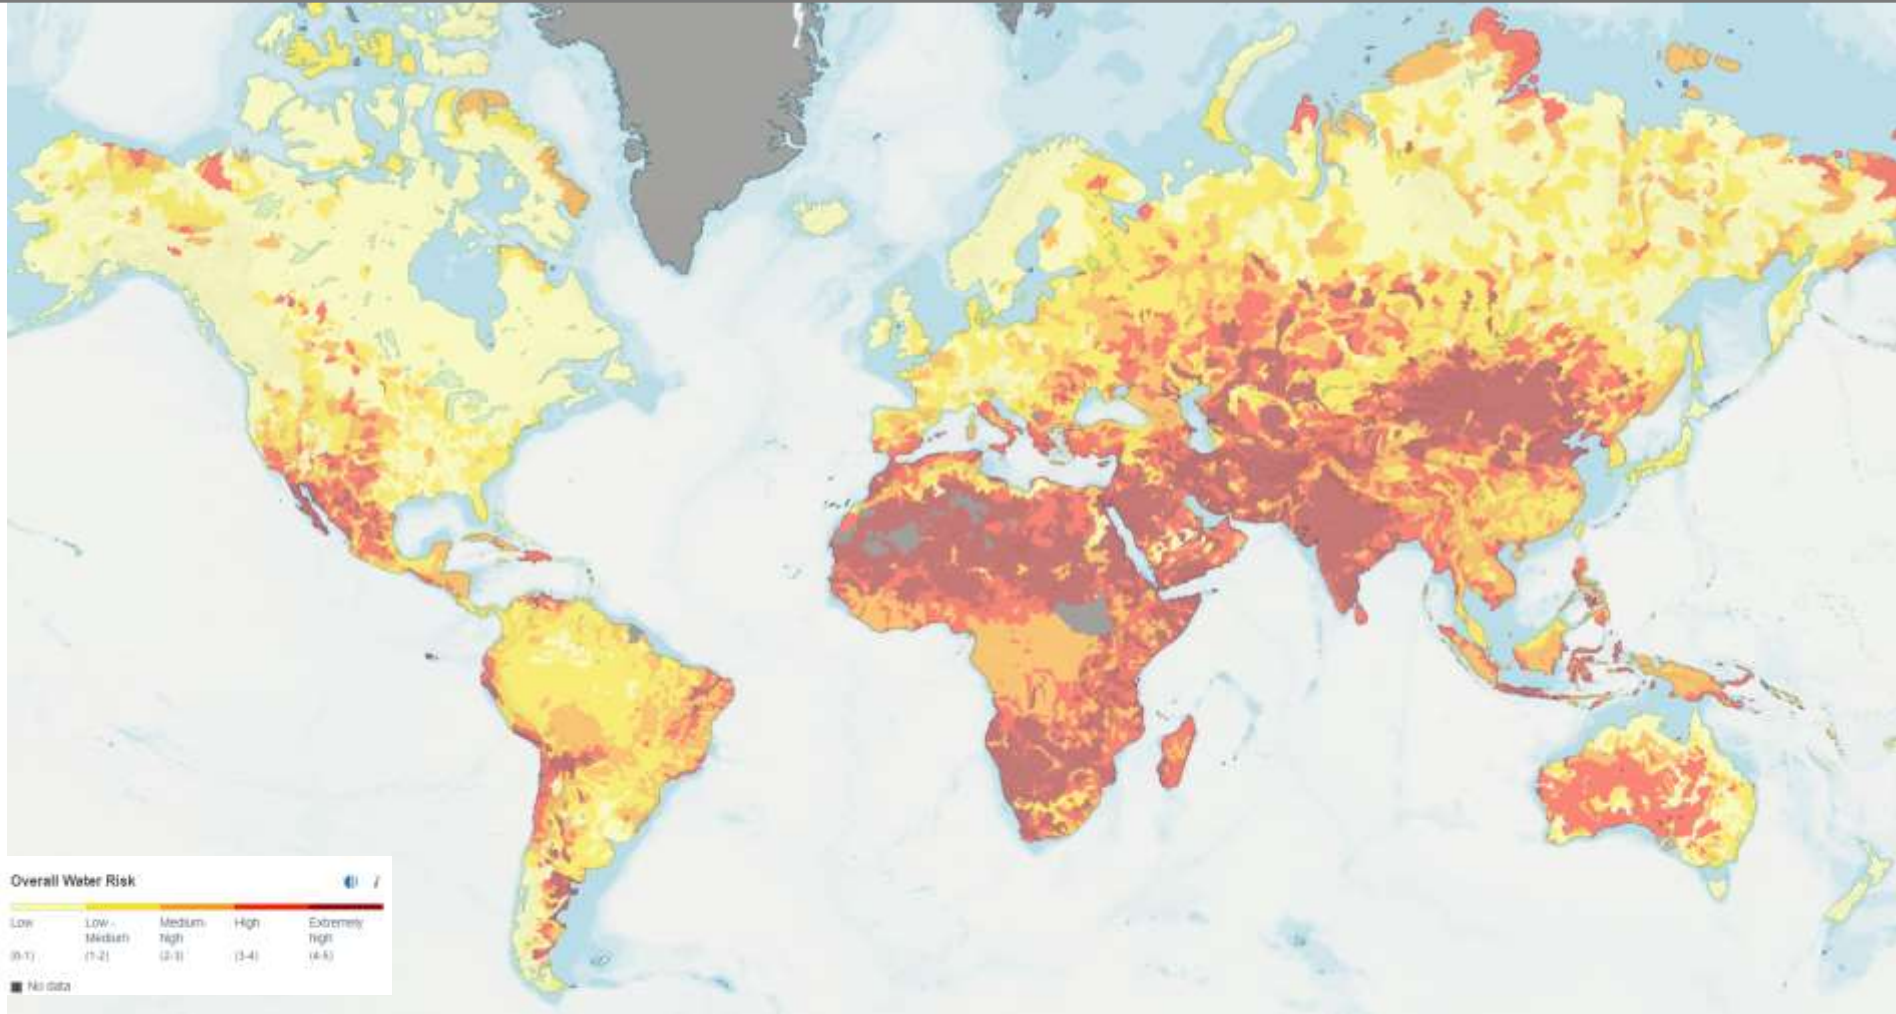 Overall Water Risk i
Low Low - Medium- High Extremely
Medium high high
(0-1) (1-2) (2-3) (3-4) (4-5)
No data